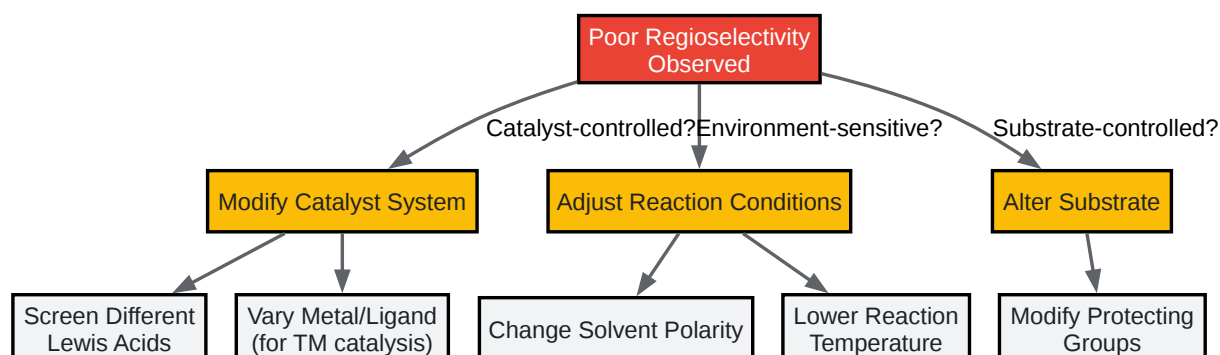 Poor Regioselectivity
Observed
Catalyst-controlled?
Environment-sensitive?
Substrate-controlled?
Modify Catalyst System
Adjust Reaction Conditions
Alter Substrate
Screen Different
Lewis Acids
Vary Metal/Ligand
(for TM catalysis)
Change Solvent Polarity
Lower Reaction
Temperature
Modify Protecting
Groups